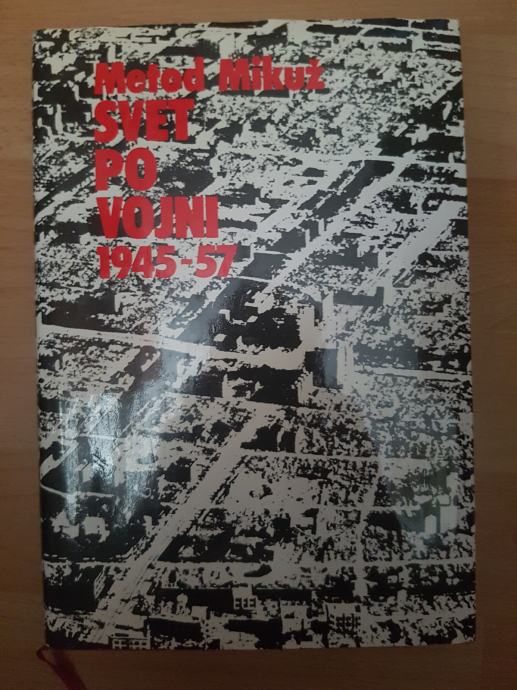 Metod Mikuž
SVET
PO
VOJNI
1945-57